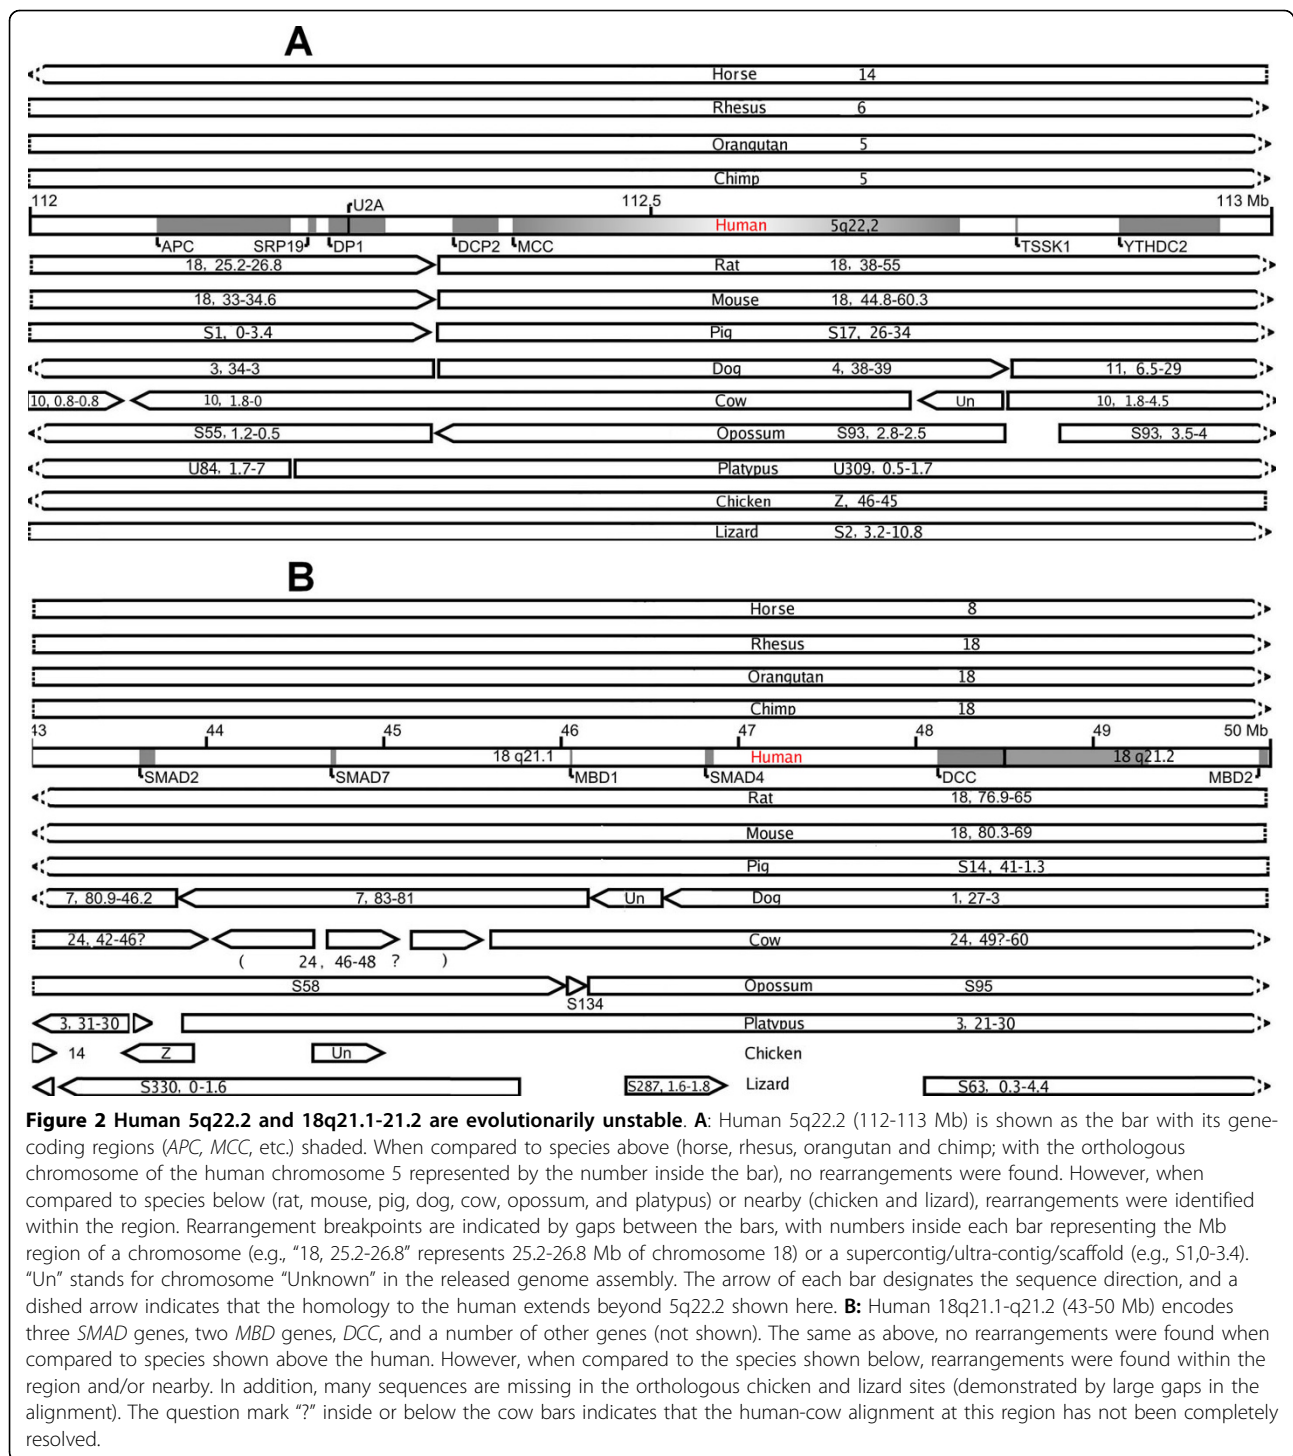 A
Horse 14
Rhesus 6
Orangutan 5
Chimp 5
112 U2A 112.5 113 Mb
Human 5q22.2
APC SRP19 DP1 DCP2 MCC TSSK1 YTHDC2
18, 25.2-26.8 Rat 18, 38-55
18, 33-34.6 Mouse 18, 44.8-60.3
S1, 0-3.4 Pig S17, 26-34
3, 34-3 Dog 4, 38-39 11, 6.5-29
10, 0.8-0.8 10, 1.8-0 Cow Un 10, 1.8-4.5
S55, 1.2-0.5 Opossum S93, 2.8-2.5 S93, 3.5-4
U84, 1.7-7 Platypus U309, 0.5-1.7
Chicken Z, 46-45
Lizard S2, 3.2-10.8
B
Horse 8
Rhesus 18
Orangutan 18
Chimp 18
43 44 45 46 47 48 49 50 Mb
18 q21.1 Human 18 q21.2
SMAD2 SMAD7 MBD1 SMAD4 DCC MBD2
Rat 18, 76.9-65
Mouse 18, 80.3-69
Pig S14, 41-1.3
7, 80.9-46.2 7, 83-81 Un Dog 1, 27-3
24, 42-46? Cow 24, 49?-60
( 24, 46-48 ? )
S58 Opossum S95
S134
3, 31-30 Platypus 3, 21-30
14 Z Un Chicken
S330, 0-1.6 S287, 1.6-1.8 Lizard S63, 0.3-4.4
Figure 2 Human 5q22.2 and 18q21.1-21.2 are evolutionarily unstable. A: Human 5q22.2 (112-113 Mb) is shown as the bar with its gene-
coding regions (APC, MCC, etc.) shaded. When compared to species above (horse, rhesus, orangutan and chimp; with the orthologous
chromosome of the human chromosome 5 represented by the number inside the bar), no rearrangements were found. However, when
compared to species below (rat, mouse, pig, dog, cow, opossum, and platypus) or nearby (chicken and lizard), rearrangements were identified
within the region. Rearrangement breakpoints are indicated by gaps between the bars, with numbers inside each bar representing the Mb
region of a chromosome (e.g., "18, 25.2-26.8" represents 25.2-26.8 Mb of chromosome 18) or a supercontig/ultra-contig/scaffold (e.g., S1,0-3.4).
"Un" stands for chromosome "Unknown" in the released genome assembly. The arrow of each bar designates the sequence direction, and a
dished arrow indicates that the homology to the human extends beyond 5q22.2 shown here. B: Human 18q21.1-q21.2 (43-50 Mb) encodes
three SMAD genes, two MBD genes, DCC, and a number of other genes (not shown). The same as above, no rearrangements were found when
compared to species shown above the human. However, when compared to the species shown below, rearrangements were found within the
region and/or nearby. In addition, many sequences are missing in the orthologous chicken and lizard sites (demonstrated by large gaps in the
alignment). The question mark "?" inside or below the cow bars indicates that the human-cow alignment at this region has not been completely
resolved.